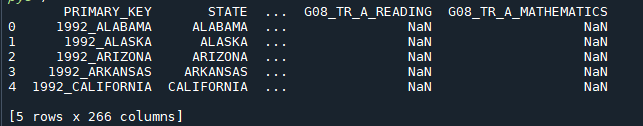 PRIMARY_KEY STATE ... G08_TR_A_READING G08_TR_A_MATHEMATICS
0 1992_ALABAMA ALABAMA ... NaN NaN
1 1992_ALASKA ALASKA ... NaN NaN
2 1992_ARIZONA ARIZONA ... NaN NaN
3 1992_ARKANSAS ARKANSAS ... NaN NaN
4 1992_CALIFORNIA CALIFORNIA ... NaN NaN
[5 rows x 266 columns]